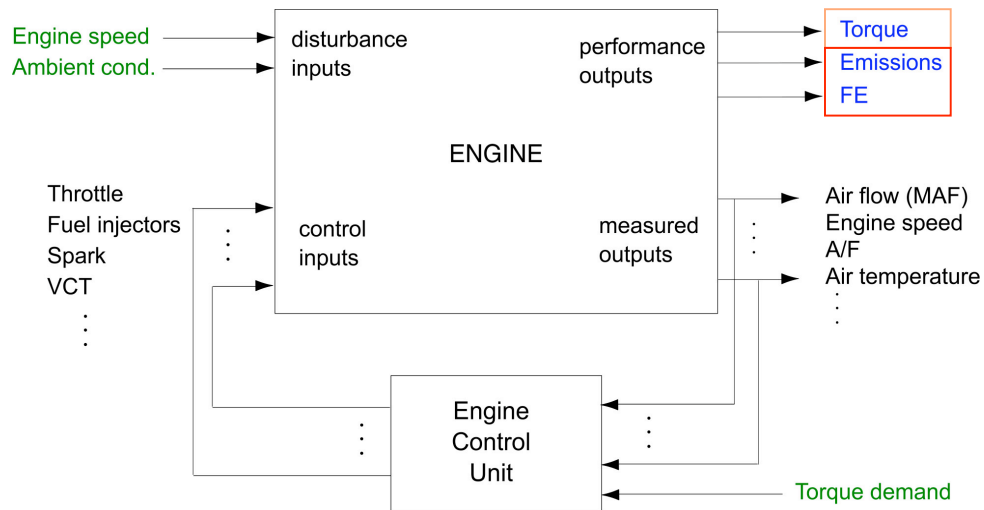 Engine speed
Ambient cond.
disturbance
inputs
performance
outputs
Torque
Emissions
FE
ENGINE
Throttle
Fuel injectors
Spark
VCT
control
inputs
measured
outputs
Air flow (MAF)
Engine speed
A/F
Air temperature
Engine
Control
Unit
Torque demand